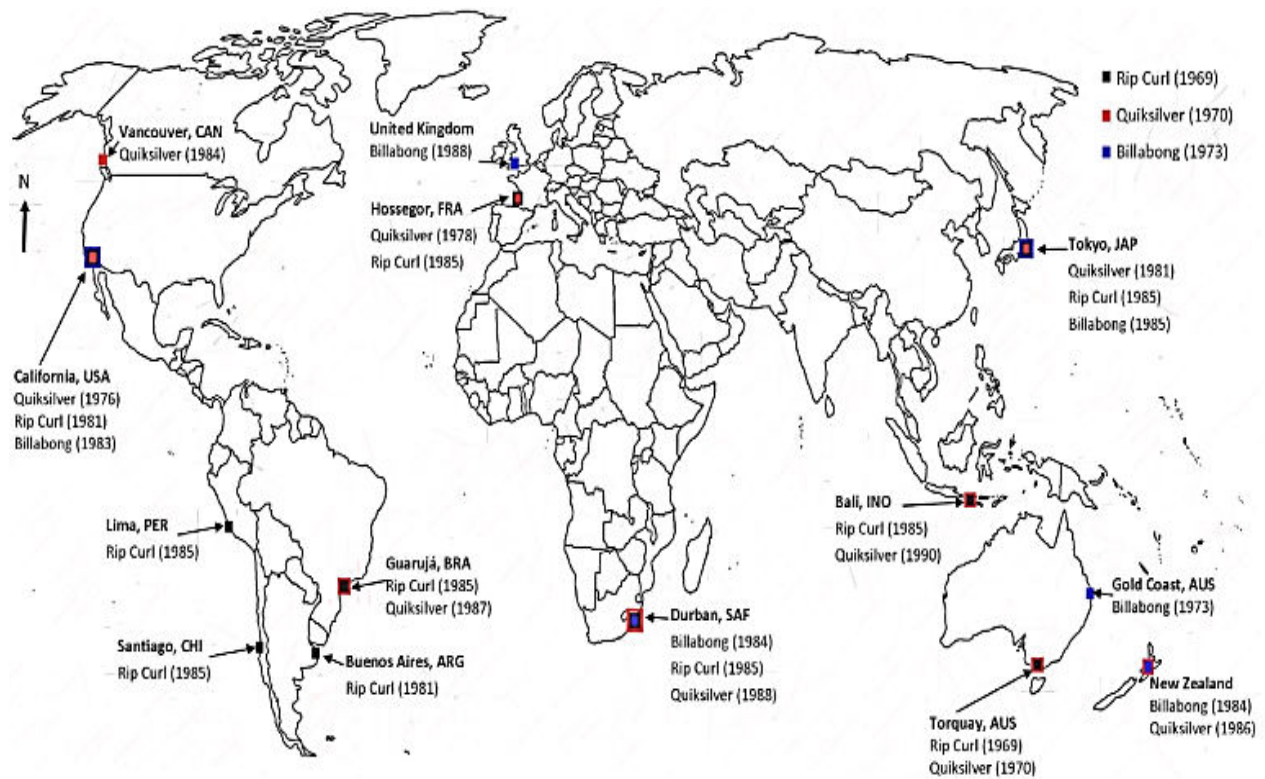 Rip Curl (1969)
Quiksilver (1970)
Billabong (1973)
N
Vancouver, CAN
Quiksilver (1984)
United Kingdom
Billabong (1988)
Hossegor, FRA
Quiksilver (1978)
Rip Curl (1985)
Tokyo, JAP
Quiksilver (1981)
Rip Curl (1985)
Billabong (1985)
California, USA
Quiksilver (1976)
Rip Curl (1981)
Billabong (1983)
Lima, PER
Rip Curl (1985)
Guarujá, BRA
Rip Curl (1985)
Quiksilver (1987)
Santiago, CHI
Rip Curl (1985)
Buenos Aires, ARG
Rip Curl (1981)
Durban, SAF
Billabong (1984)
Rip Curl (1985)
Quiksilver (1988)
Bali, INO
Rip Curl (1985)
Quiksilver (1990)
Gold Coast, AUS
Billabong (1973)
New Zealand
Billabong (1984)
Quiksilver (1986)
Torquay, AUS
Rip Curl (1969)
Quiksilver (1970)